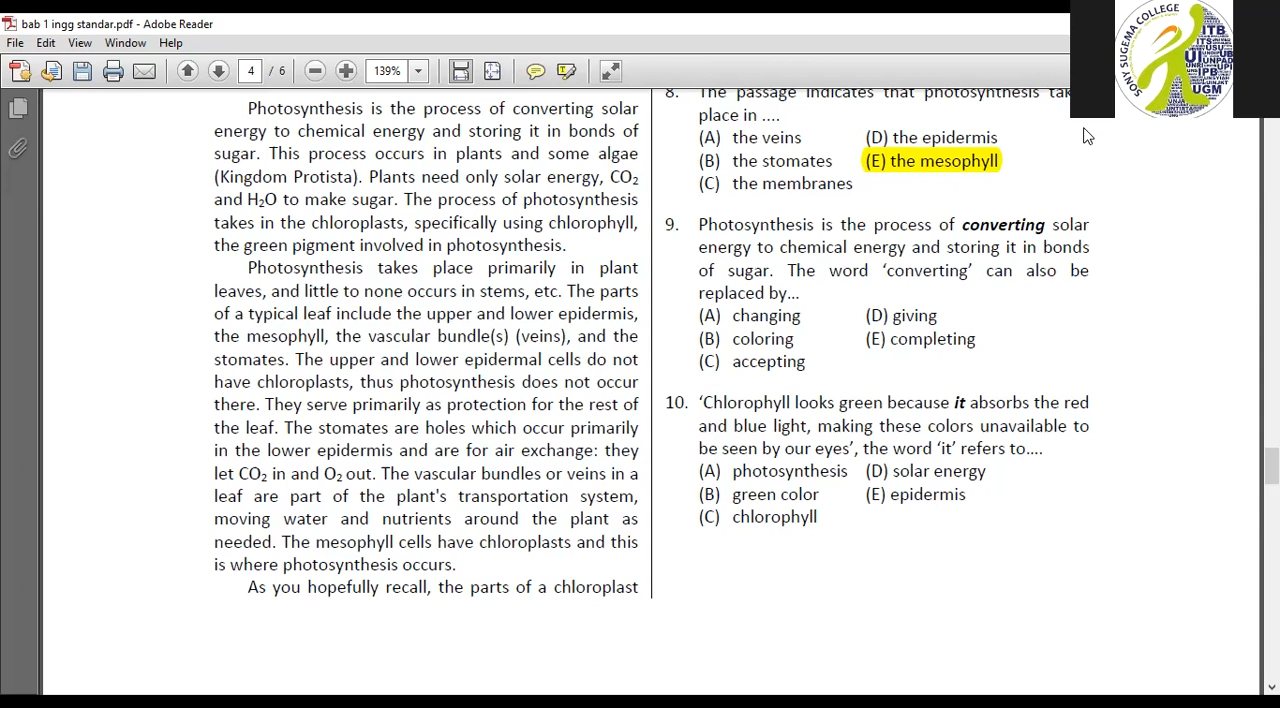 bab 1 ingg standar.pdf - Adobe Reader
File Edit View Window Help
4 / 6 139%
Photosynthesis is the process of converting solar
energy to chemical energy and storing it in bonds of
sugar. This process occurs in plants and some algae
(Kingdom Protista). Plants need only solar energy, CO₂
and H₂O to make sugar. The process of photosynthesis
takes in the chloroplasts, specifically using chlorophyll,
the green pigment involved in photosynthesis.
Photosynthesis takes place primarily in plant
leaves, and little to none occurs in stems, etc. The parts
of a typical leaf include the upper and lower epidermis,
the mesophyll, the vascular bundle(s) (veins), and the
stomates. The upper and lower epidermal cells do not
have chloroplasts, thus photosynthesis does not occur
there. They serve primarily as protection for the rest of
the leaf. The stomates are holes which occur primarily
in the lower epidermis and are for air exchange: they
let CO₂ in and O₂ out. The vascular bundles or veins in a
leaf are part of the plant's transportation system,
moving water and nutrients around the plant as
needed. The mesophyll cells have chloroplasts and this
is where photosynthesis occurs.
As you hopefully recall, the parts of a chloroplast
8. The passage indicates that photosynthesis
place in ....
(A) the veins (D) the epidermis
(B) the stomates (E) the mesophyll
(C) the membranes
9. Photosynthesis is the process of converting solar
energy to chemical energy and storing it in bonds
of sugar. The word ‘converting’ can also be
replaced by...
(A) changing (D) giving
(B) coloring (E) completing
(C) accepting
10. ‘Chlorophyll looks green because it absorbs the red
and blue light, making these colors unavailable to
be seen by our eyes’, the word ‘it’ refers to....
(A) photosynthesis (D) solar energy
(B) green color (E) epidermis
(C) chlorophyll
SONY SUGEMA COLLEGE
ITB
UI
IPB
UGM